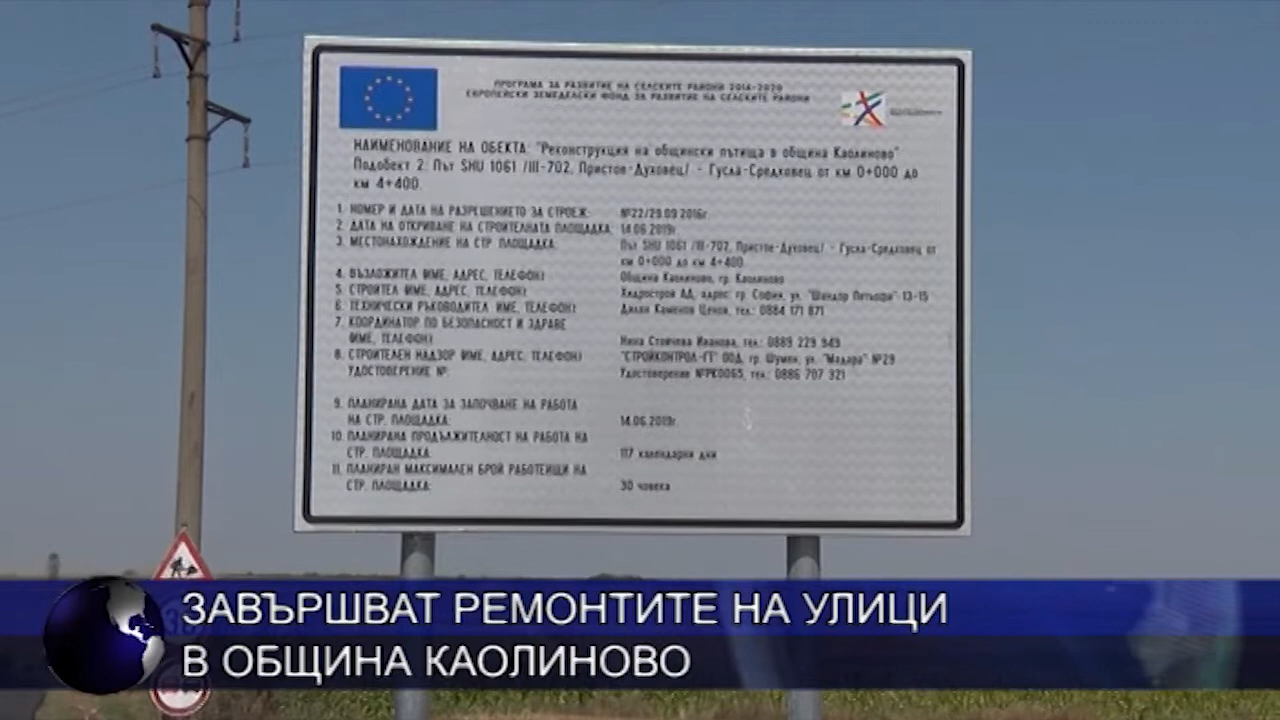 ПРОГРАМА ЗА РАЗВИТИЕ НА СЕЛСКИТЕ РАЙОНИ 2014-2020
ЕВРОПЕЙСКИ ЗЕМЕДЕЛСКИ ФОНД ЗА РАЗВИТИЕ НА СЕЛСКИТЕ РАЙОНИ
НАИМЕНОВАНИЕ НА ОБЕКТА: "Реконструкция на общински пътища в община Каолиново"
Подобект 2: Път SHU 1061 /III-702, Пристое-Духовец/ - Гусла-Средковец от км 0+000 до
км 4+400.
1. НОМЕР И ДАТА НА РАЗРЕШЕНИЕТО ЗА СТРОЕЖ: №22/29.09.2016г.
2. ДАТА НА ОТКРИВАНЕ НА СТРОИТЕЛНАТА ПЛОЩАДКА: 14.06.2019г.
3. МЕСТОНАХОЖДЕНИЕ НА СТР. ПЛОЩАДКА: Път SHU 1061 /III-702, Пристое-Духовец/ - Гусла-Средковец от
км 0+000 до км 4+400.
4. ВЪЗЛОЖИТЕЛ (ИМЕ, АДРЕС, ТЕЛЕФОН): Община Каолиново, гр. Каолиново
5. СТРОИТЕЛ (ИМЕ, АДРЕС, ТЕЛЕФОН): Хидрострой АД, адрес: гр. София, ул. "Шандор Петьофи" 13-15
6. ТЕХНИЧЕСКИ РЪКОВОДИТЕЛ (ИМЕ, ТЕЛЕФОН): Дилян Каменов Ценов, тел.: 0884 171 871
7. КООРДИНАТОР ПО БЕЗОПАСНОСТ И ЗДРАВЕ
(ИМЕ, ТЕЛЕФОН): Нина Стойчева Иванова, тел.: 0889 229 949
8. СТРОИТЕЛЕН НАДЗОР (ИМЕ, АДРЕС, ТЕЛЕФОН): "СТРОЙКОНТРОЛ-ГТ" ООД, гр. Шумен, ул. "Мадара" №29
УДОСТОВЕРЕНИЕ №: Удостоверение №РК0065, тел.: 0886 707 321
9. ПЛАНИРАНА ДАТА ЗА ЗАПОЧВАНЕ НА РАБОТА
НА СТР. ПЛОЩАДКА: 14.06.2019г.
10. ПЛАНИРАНА ПРОДЪЛЖИТЕЛНОСТ НА РАБОТА НА
СТР. ПЛОЩАДКА: 117 календарни дни
11. ПЛАНИРАН МАКСИМАЛЕН БРОЙ РАБОТЕЩИ НА
СТР. ПЛОЩАДКА: 30 човека
ЗАВЪРШВАТ РЕМОНТИТЕ НА УЛИЦИ
В ОБЩИНА КАОЛИНОВО